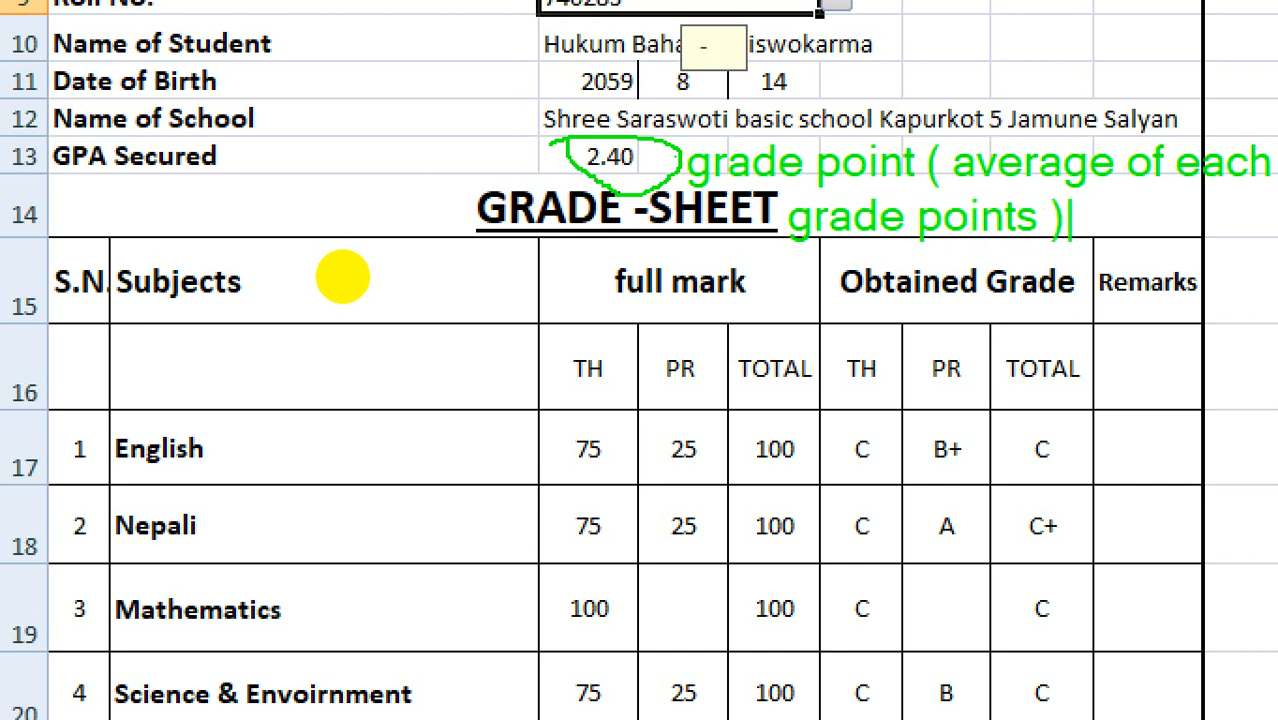 9 Roll No. 740285
10 Name of Student Hukum Baha - iswokarma
11 Date of Birth 2059 8 14
12 Name of School Shree Saraswoti basic school Kapurkot 5 Jamune Salyan
13 GPA Secured 2.40 grade point ( average of each
14 GRADE -SHEET grade points )|
15 S.N. Subjects full mark Obtained Grade Remarks
16 TH PR TOTAL TH PR TOTAL
17 1 English 75 25 100 C B+ C
18 2 Nepali 75 25 100 C A C+
19 3 Mathematics 100 100 C C
20 4 Science & Envoirnment 75 25 100 C B C